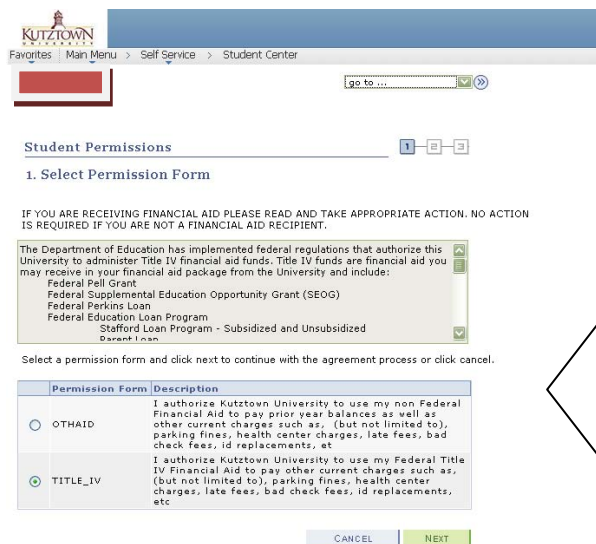 KUTZTOWN
UNIVERSITY
Favorites Main Menu > Self Service > Student Center
go to ...
Student Permissions
1 2 3
1. Select Permission Form
IF YOU ARE RECEIVING FINANCIAL AID PLEASE READ AND TAKE APPROPRIATE ACTION. NO ACTION
IS REQUIRED IF YOU ARE NOT A FINANCIAL AID RECIPIENT.
The Department of Education has implemented federal regulations that authorize this
University to administer Title IV financial aid funds. Title IV funds are financial aid you
may receive in your financial aid package from the University and include:
Federal Pell Grant
Federal Supplemental Education Opportunity Grant (SEOG)
Federal Perkins Loan
Federal Education Loan Program
Stafford Loan Program - Subsidized and Unsubsidized
Parent Loan
Select a permission form and click next to continue with the agreement process or click cancel.
Permission Form Description
OTHAID
I authorize Kutztown University to use my non Federal
Financial Aid to pay prior year balances as well as
other current charges such as, (but not limited to),
parking fines, health center charges, late fees, bad
check fees, id replacements, et
TITLE_IV
I authorize Kutztown University to use my Federal Title
IV Financial Aid to pay other current charges such as,
(but not limited to), parking fines, health center
charges, late fees, bad check fees, id replacements,
etc
CANCEL NEXT